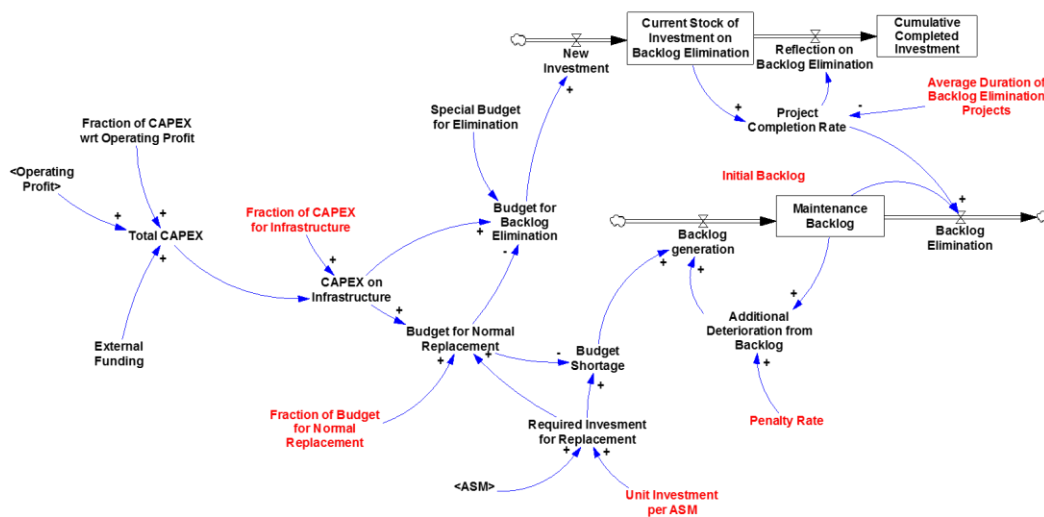 Current Stock of
Investment on
Backlog Elimination
Cumulative
Completed
Investment
New
Investment
Reflection on
Backlog Elimination
Average Duration of
Backlog Elimination
Projects
+
+
-
Project
Completion Rate
Special Budget
for Elimination
Fraction of CAPEX
wrt Operating Profit
<Operating
Profit>
Initial Backlog
+
+
+
Total CAPEX
+
Fraction of CAPEX
for Infrastructure
+
+
-
Budget for
Backlog
Elimination
Maintenance
Backlog
+
Backlog
generation
Backlog
Elimination
+
+
+
CAPEX on
Infrastructure
+
Additional
Deterioration from
Backlog
+
External
Funding
Budget for Normal
Replacement
+
+
-
Budget
Shortage
+
Fraction of Budget
for Normal
Replacement
Required Invesment
for Replacement
+
+
Penalty Rate
<ASM>
Unit Investment
per ASM